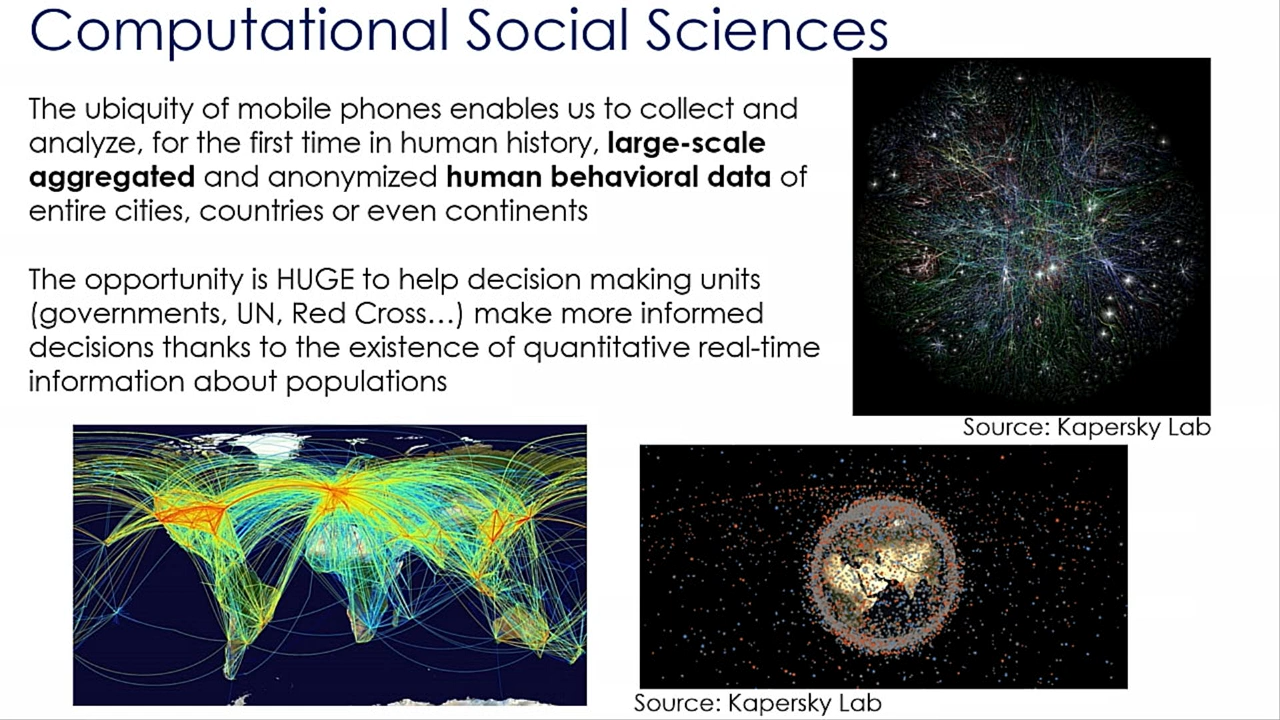 Computational Social Sciences
The ubiquity of mobile phones enables us to collect and
analyze, for the first time in human history, large-scale
aggregated and anonymized human behavioral data of
entire cities, countries or even continents
The opportunity is HUGE to help decision making units
(governments, UN, Red Cross...) make more informed
decisions thanks to the existence of quantitative real-time
information about populations
Source: Kapersky Lab
Source: Kapersky Lab